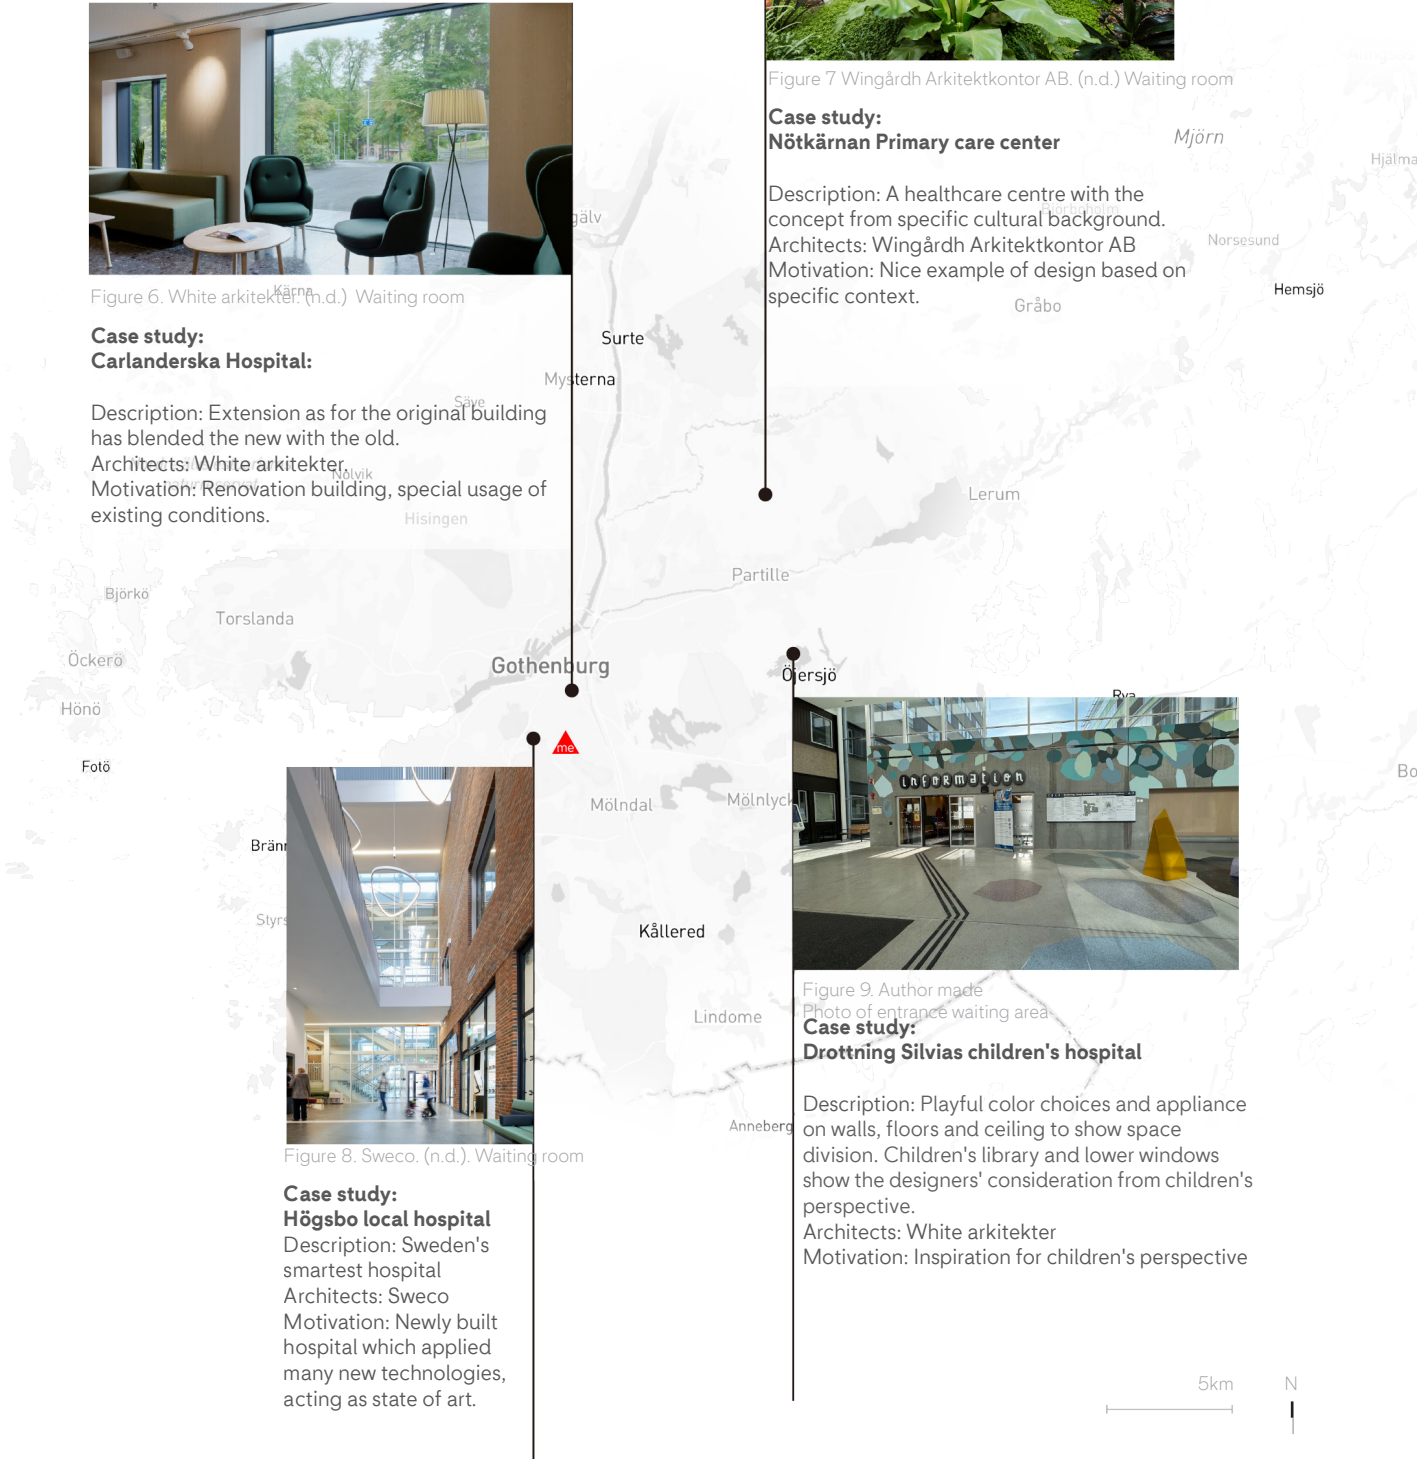 Figure 6. White arkitekter. (n.d.)  Waiting room
Case study:
Carlanderska Hospital:
Description: Extension as for the original building
has blended the new with the old.
Architects: White arkitekter.
Motivation: Renovation building, special usage of
existing conditions.
Figure 7 Wingårdh Arkitektkontor AB. (n.d.) Waiting room
Case study:
Nötkärnan Primary care center
Description: A healthcare centre with the
concept from specific cultural background.
Architects: Wingårdh Arkitektkontor AB
Motivation: Nice example of design based on
specific context.
Mjörn
Hjälma
Björboholm
Norsesund
Hemsjö
Gråbo
gälv
Kärna
Surte
Mysterna
Säve
Nolvik
Hisingen
Lerum
Partille
Björkö
Torslanda
Öckerö
Gothenburg
Öjersjö
Rya
Hönö
Fotö
me
information
Bo
Mölndal
Mölnlyck
Bränn
Styrs
Kållered
Lindome
Anneberg
Figure 8. Sweco. (n.d.). Waiting room
Case study:
Högsbo local hospital
Description: Sweden's
smartest hospital
Architects: Sweco
Motivation: Newly built
hospital which applied
many new technologies,
acting as state of art.
Figure 9. Author made
Photo of entrance waiting area
Case study:
Drottning Silvias children's hospital
Description: Playful color choices and appliance
on walls, floors and ceiling to show space
division. Children's library and lower windows
show the designers' consideration from children's
perspective.
Architects: White arkitekter
Motivation: Inspiration for children's perspective
5km
N